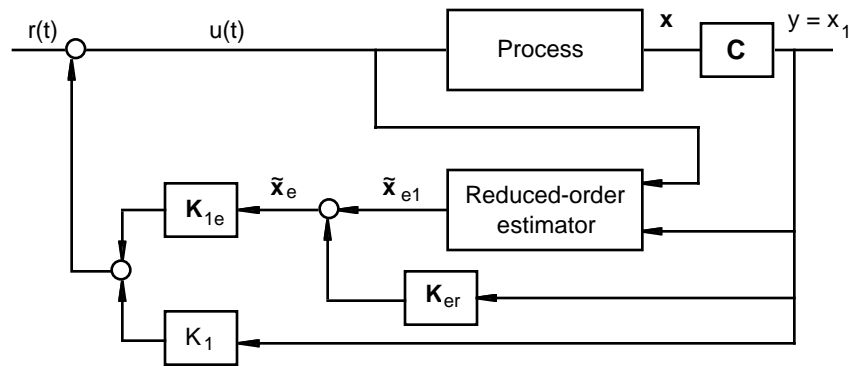 r(t) u(t) Process x C y = x₁
x̃ₑ x̃ₑ₁ Reduced-order
estimator
K₁ₑ
Kₑᵣ
K₁